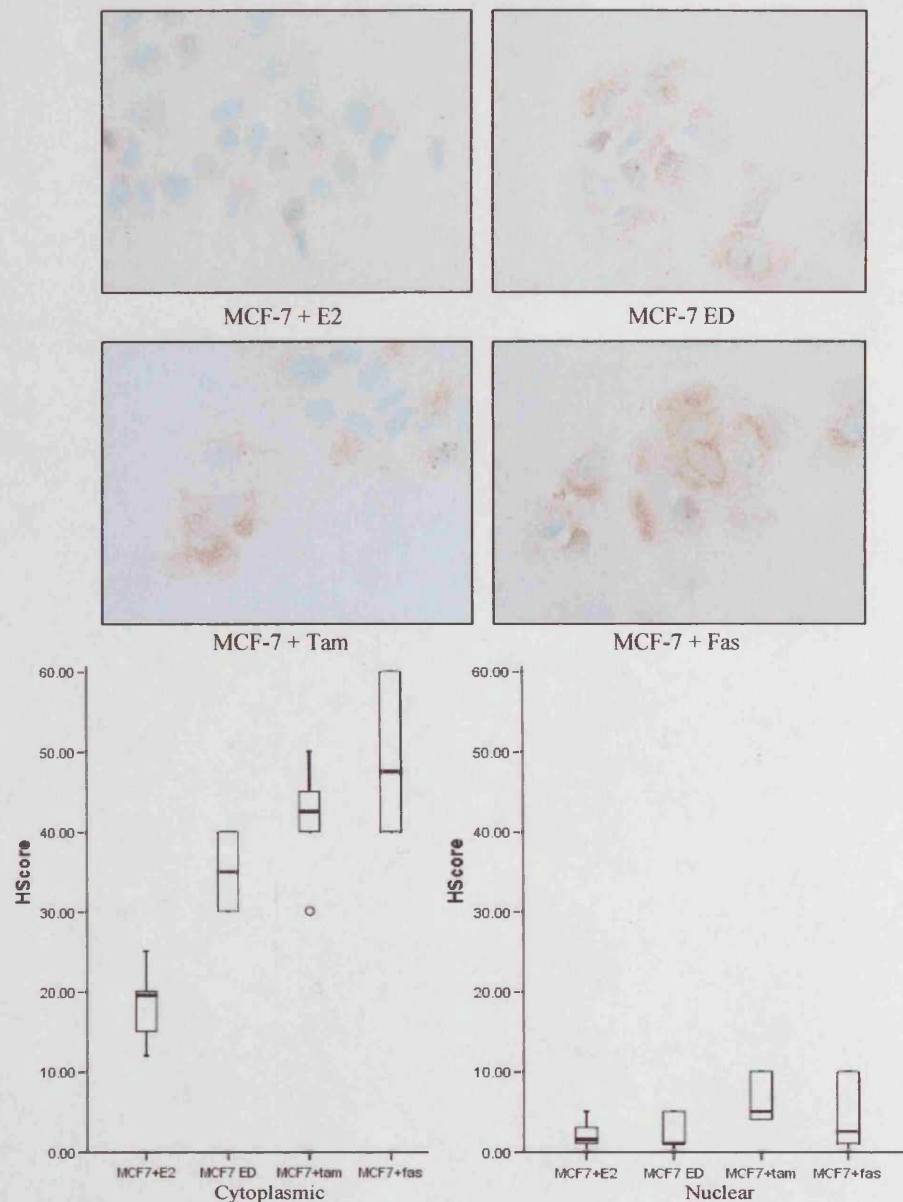 MCF-7 + E2
MCF-7 ED
MCF-7 + Tam
MCF-7 + Fas
60.00
50.00
40.00
30.00
20.00
10.00
0.00
HScore
MCF7+E2 MCF7 ED MCF7+tam MCF7+fas
Cytoplasmic
60.00
50.00
40.00
30.00
20.00
10.00
0.00
HScore
MCF7+E2 MCF7 ED MCF7+tam MCF7+fas
Nuclear